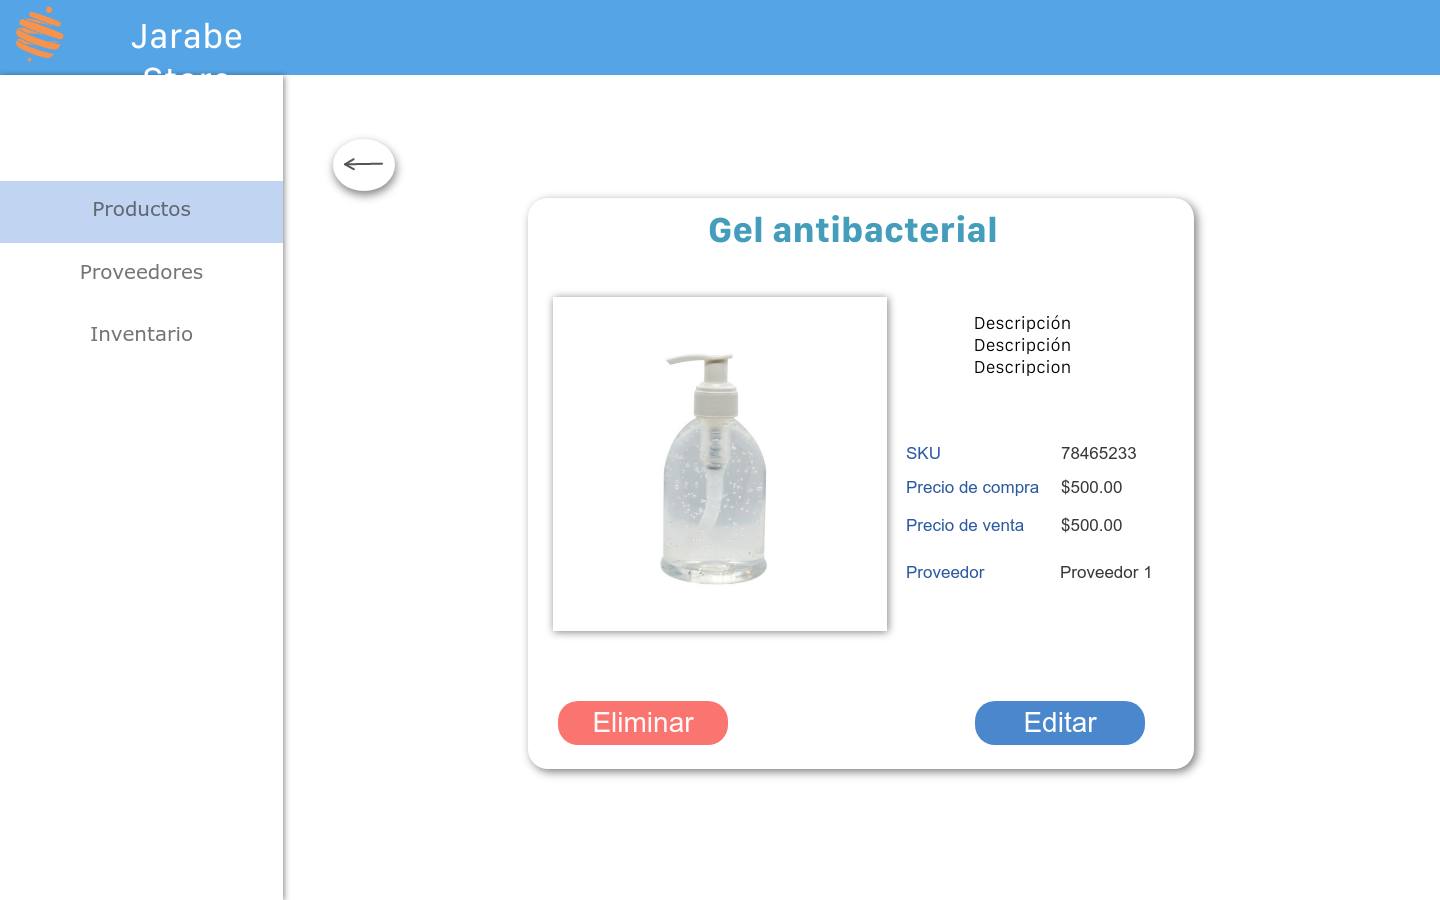 Jarabe
Store
Productos
Proveedores
Inventario
Gel antibacterial
Descripción
Descripción
Descripcion
SKU 78465233
Precio de compra $500.00
Precio de venta $500.00
Proveedor Proveedor 1
Eliminar
Editar